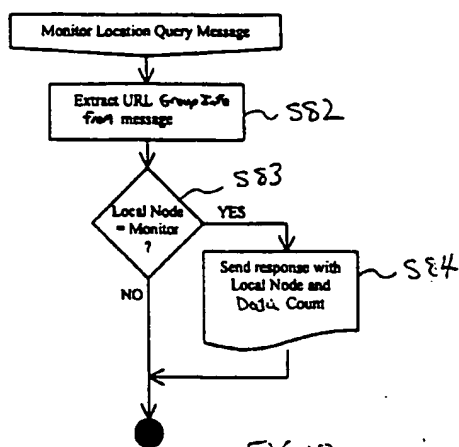 Monitor Location Query Message
Extract URL Group Info
from message
S82
S83
Local Node
= Monitor
?
YES
Send response with
Local Node and
Data Count
S84
NO